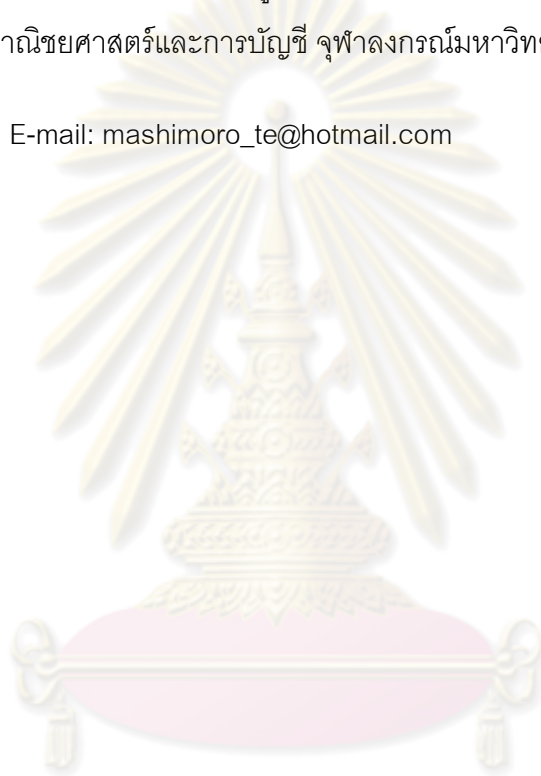 าณิชยศาสตร์และการบัญชี จุฬาลงกรณ์มหาวิทย
E-mail: mashimoro_te@hotmail.com